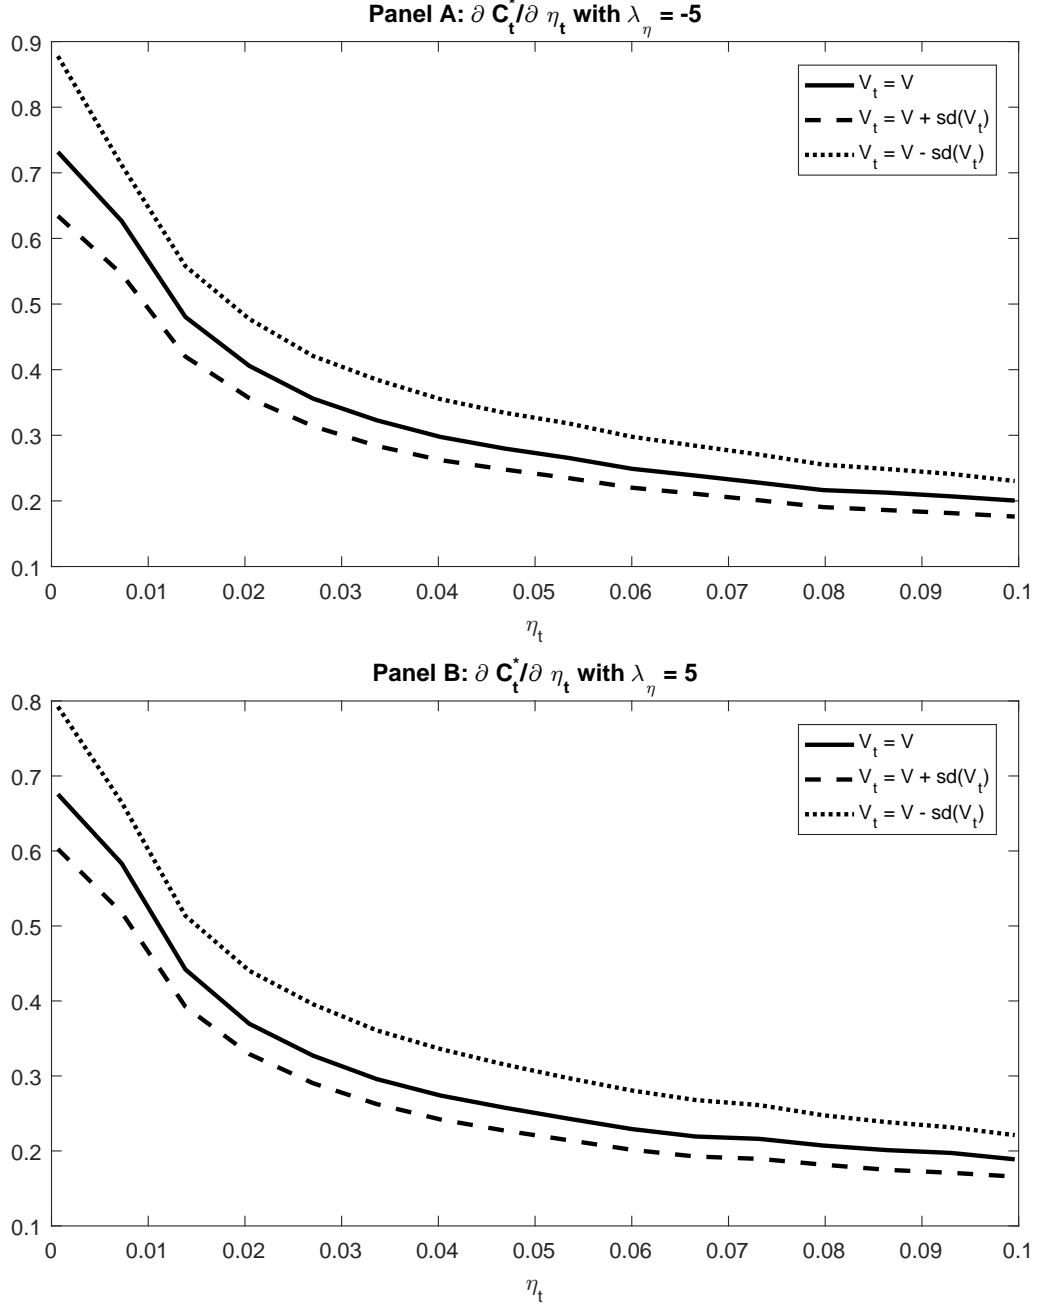 Panel A: ∂ C*t/∂ ηt with λη = -5
0.9
0.8
0.7
0.6
0.5
0.4
0.3
0.2
0.1
Vt = V
Vt = V + sd(Vt)
Vt = V - sd(Vt)
0 0.01 0.02 0.03 0.04 0.05 0.06 0.07 0.08 0.09 0.1
ηt
Panel B: ∂ C*t/∂ ηt with λη = 5
0.8
0.7
0.6
0.5
0.4
0.3
0.2
0.1
Vt = V
Vt = V + sd(Vt)
Vt = V - sd(Vt)
0 0.01 0.02 0.03 0.04 0.05 0.06 0.07 0.08 0.09 0.1
ηt